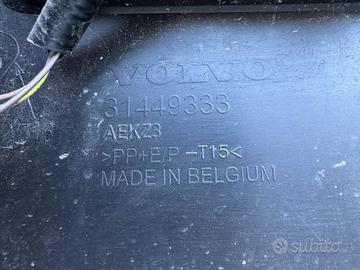 VOLVO
31449333
AEKZ3
>PP+E/P-T15<
MADE IN BELGIUM
subito